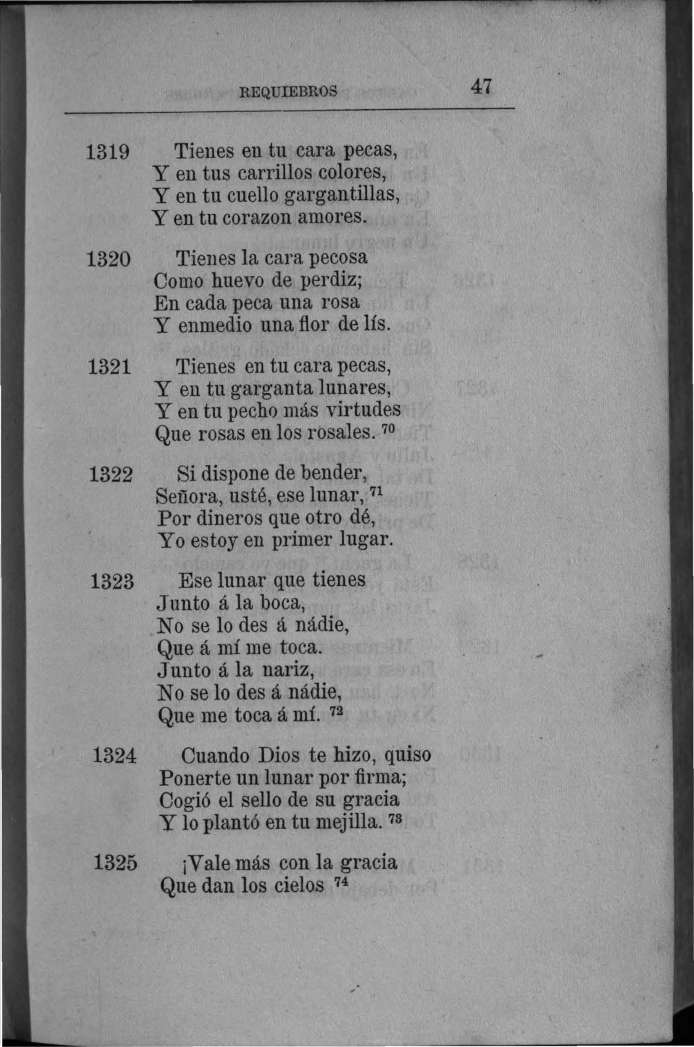 REQUIEBROS 47
1319 Tienes en tu cara pecas,
Y en tus carrillos colores,
Y en tu cuello gargantillas,
Y en tu corazon amores.
1320 Tienes la cara pecosa
Como huevo de perdiz;
En cada peca una rosa
Y enmedio una flor de lís.
1321 Tienes en tu cara pecas,
Y en tu garganta lunares,
Y en tu pecho más virtudes
Que rosas en los rosales. 70
1322 Si dispone de bender,
Señora, usté, ese lunar, 71
Por dineros que otro dé,
Yo estoy en primer lugar.
1323 Ese lunar que tienes
Junto á la boca,
No se lo des á nádie,
Que á mí me toca.
Junto á la nariz,
No se lo des á nádie,
Que me toca á mí. 72
1324 Cuando Dios te hizo, quiso
Ponerte un lunar por firma;
Cogió el sello de su gracia
Y lo plantó en tu mejilla. 73
1325 ¡Vale más con la gracia
Que dan los cielos 74